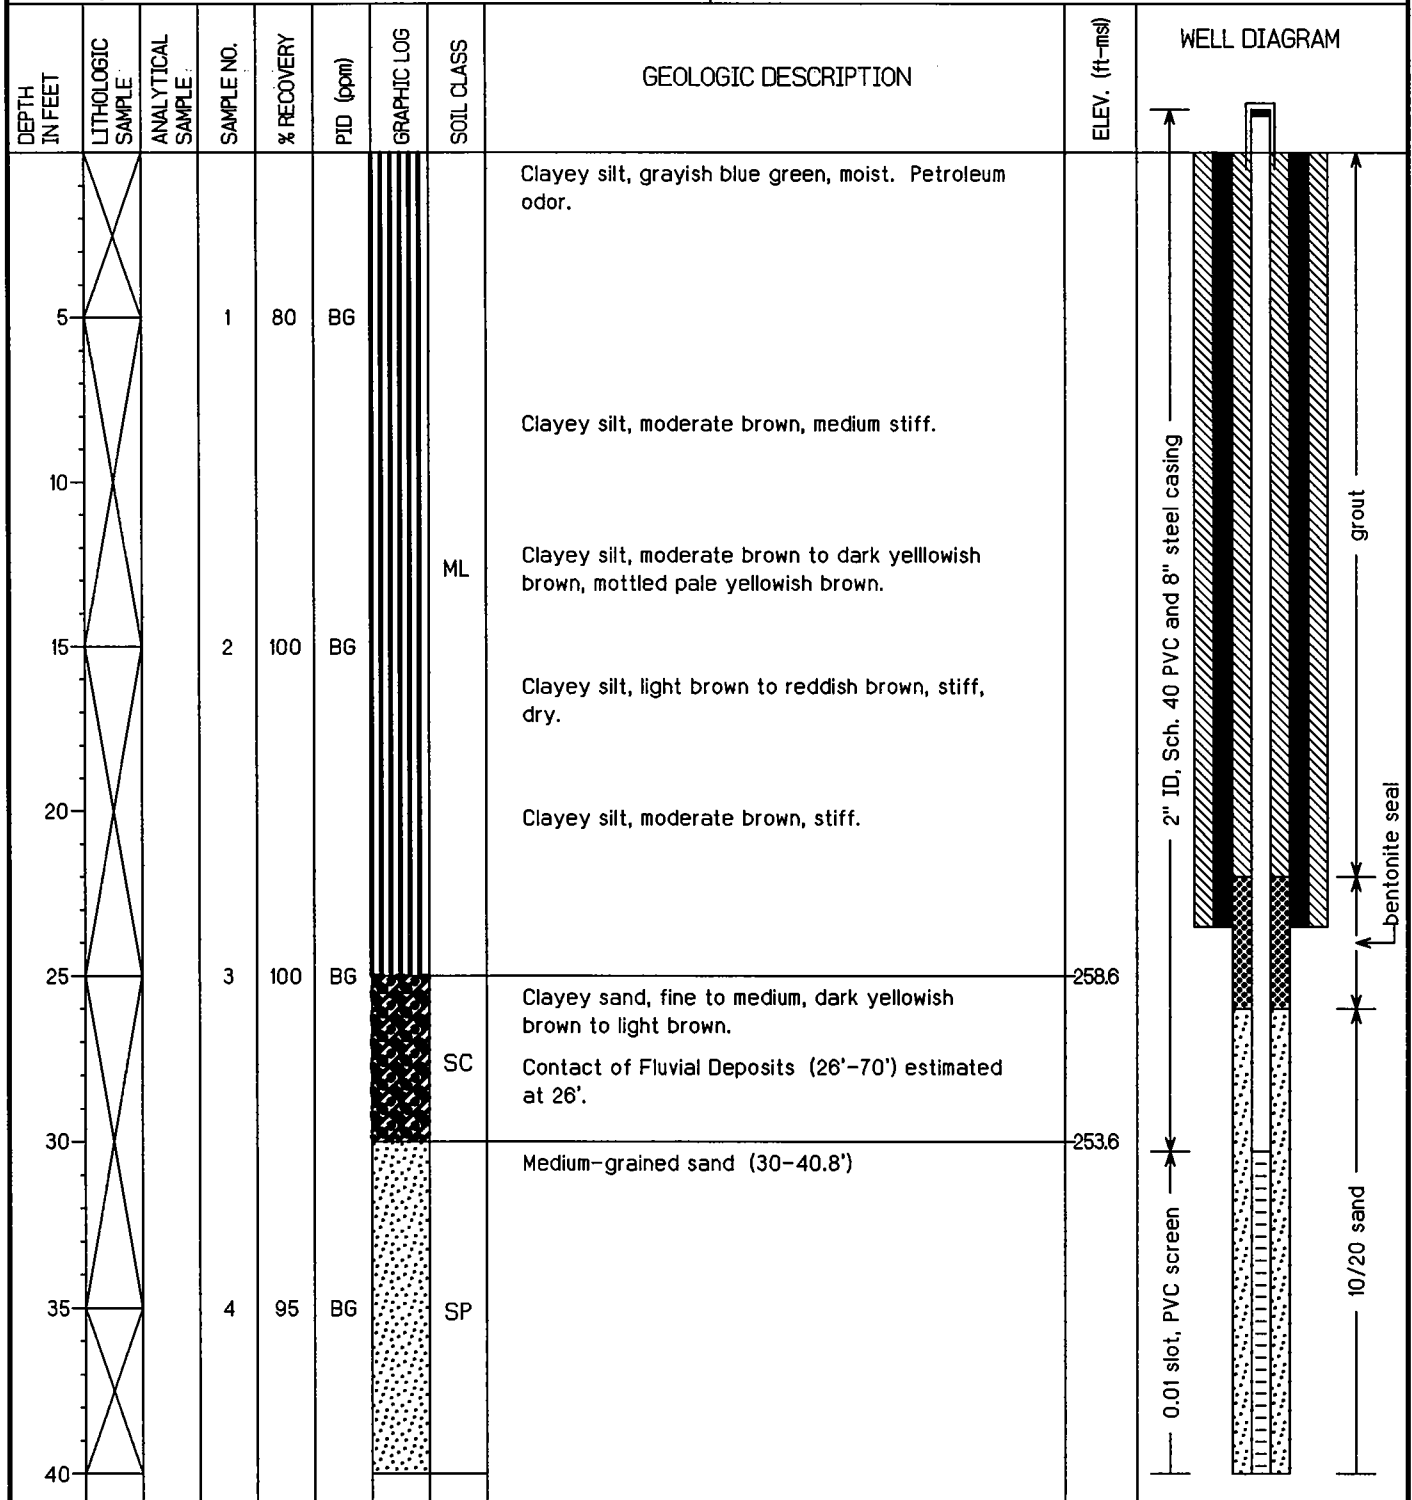 DEPTH
IN FEET
LITHOLOGIC
SAMPLE
ANALYTICAL
SAMPLE
SAMPLE NO.
% RECOVERY
PID (ppm)
GRAPHIC LOG
SOIL CLASS
GEOLOGIC DESCRIPTION
ELEV. (ft-msl)
WELL DIAGRAM
Clayey silt, grayish blue green, moist. Petroleum
odor.
5 1 80 BG
Clayey silt, moderate brown, medium stiff.
10
Clayey silt, moderate brown to dark yelllowish
brown, mottled pale yellowish brown.
ML
15 2 100 BG
Clayey silt, light brown to reddish brown, stiff,
dry.
20
Clayey silt, moderate brown, stiff.
25 3 100 BG 258.6
Clayey sand, fine to medium, dark yellowish
brown to light brown.
SC
Contact of Fluvial Deposits (26'-70') estimated
at 26'.
30 253.6
Medium-grained sand (30-40.8')
35 4 95 BG SP
40
2" ID, Sch. 40 PVC and 8" steel casing
0.01 slot, PVC screen
grout
bentonite seal
10/20 sand